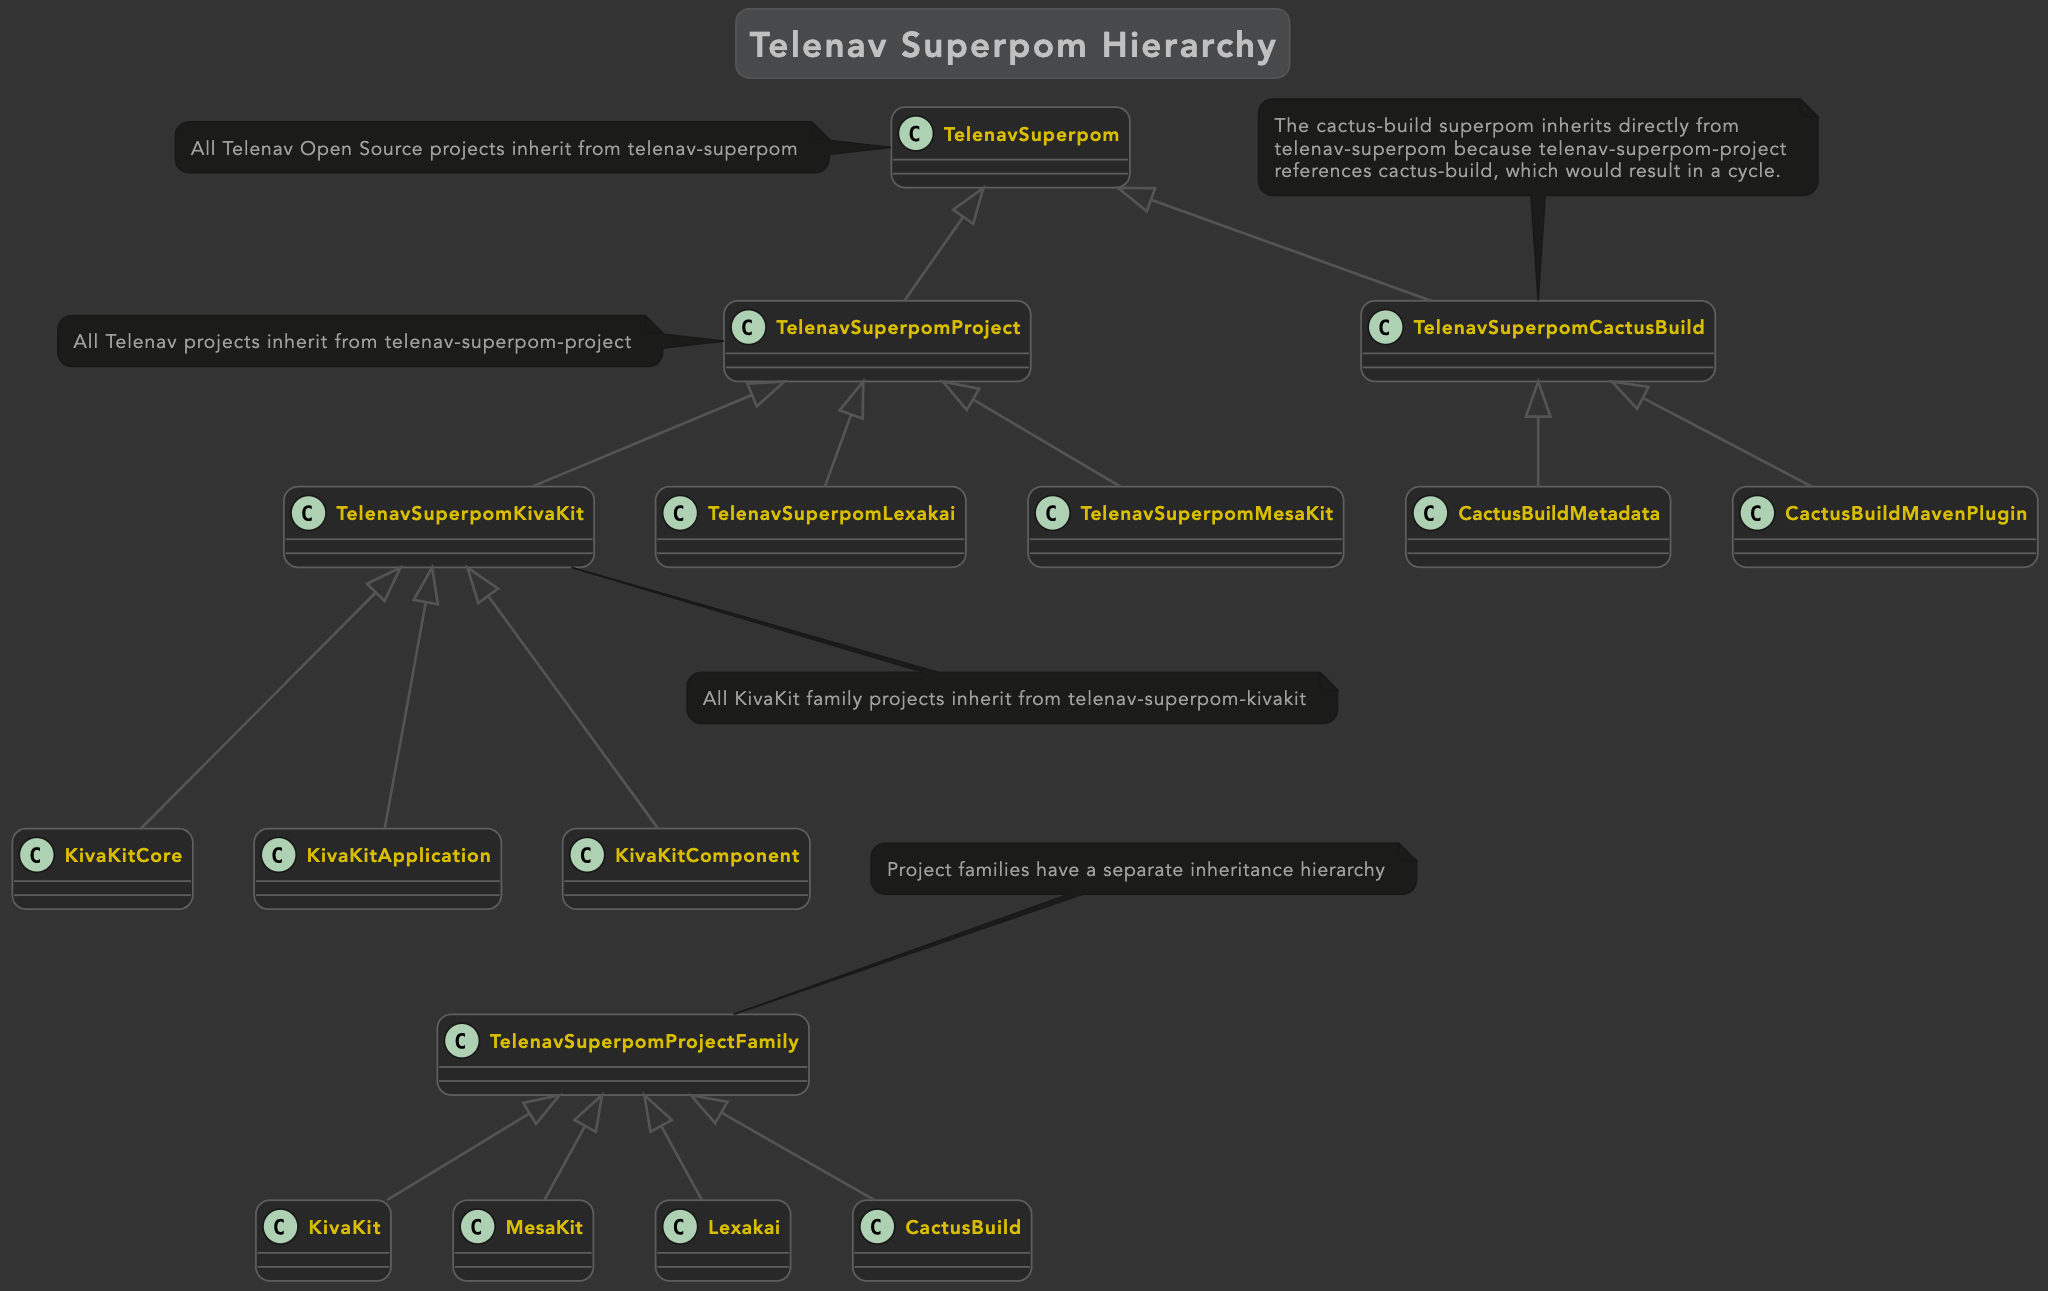 Telenav Superpom Hierarchy
All Telenav Open Source projects inherit from telenav-superpom
C TelenavSuperpom
The cactus-build superpom inherits directly from
telenav-superpom because telenav-superpom-project
references cactus-build, which would result in a cycle.
All Telenav projects inherit from telenav-superpom-project
C TelenavSuperpomProject
C TelenavSuperpomCactusBuild
C TelenavSuperpomKivaKit
C TelenavSuperpomLexakai
C TelenavSuperpomMesaKit
C CactusBuildMetadata
C CactusBuildMavenPlugin
All KivaKit family projects inherit from telenav-superpom-kivakit
C KivaKitCore
C KivaKitApplication
C KivaKitComponent
Project families have a separate inheritance hierarchy
C TelenavSuperpomProjectFamily
C KivaKit
C MesaKit
C Lexakai
C CactusBuild